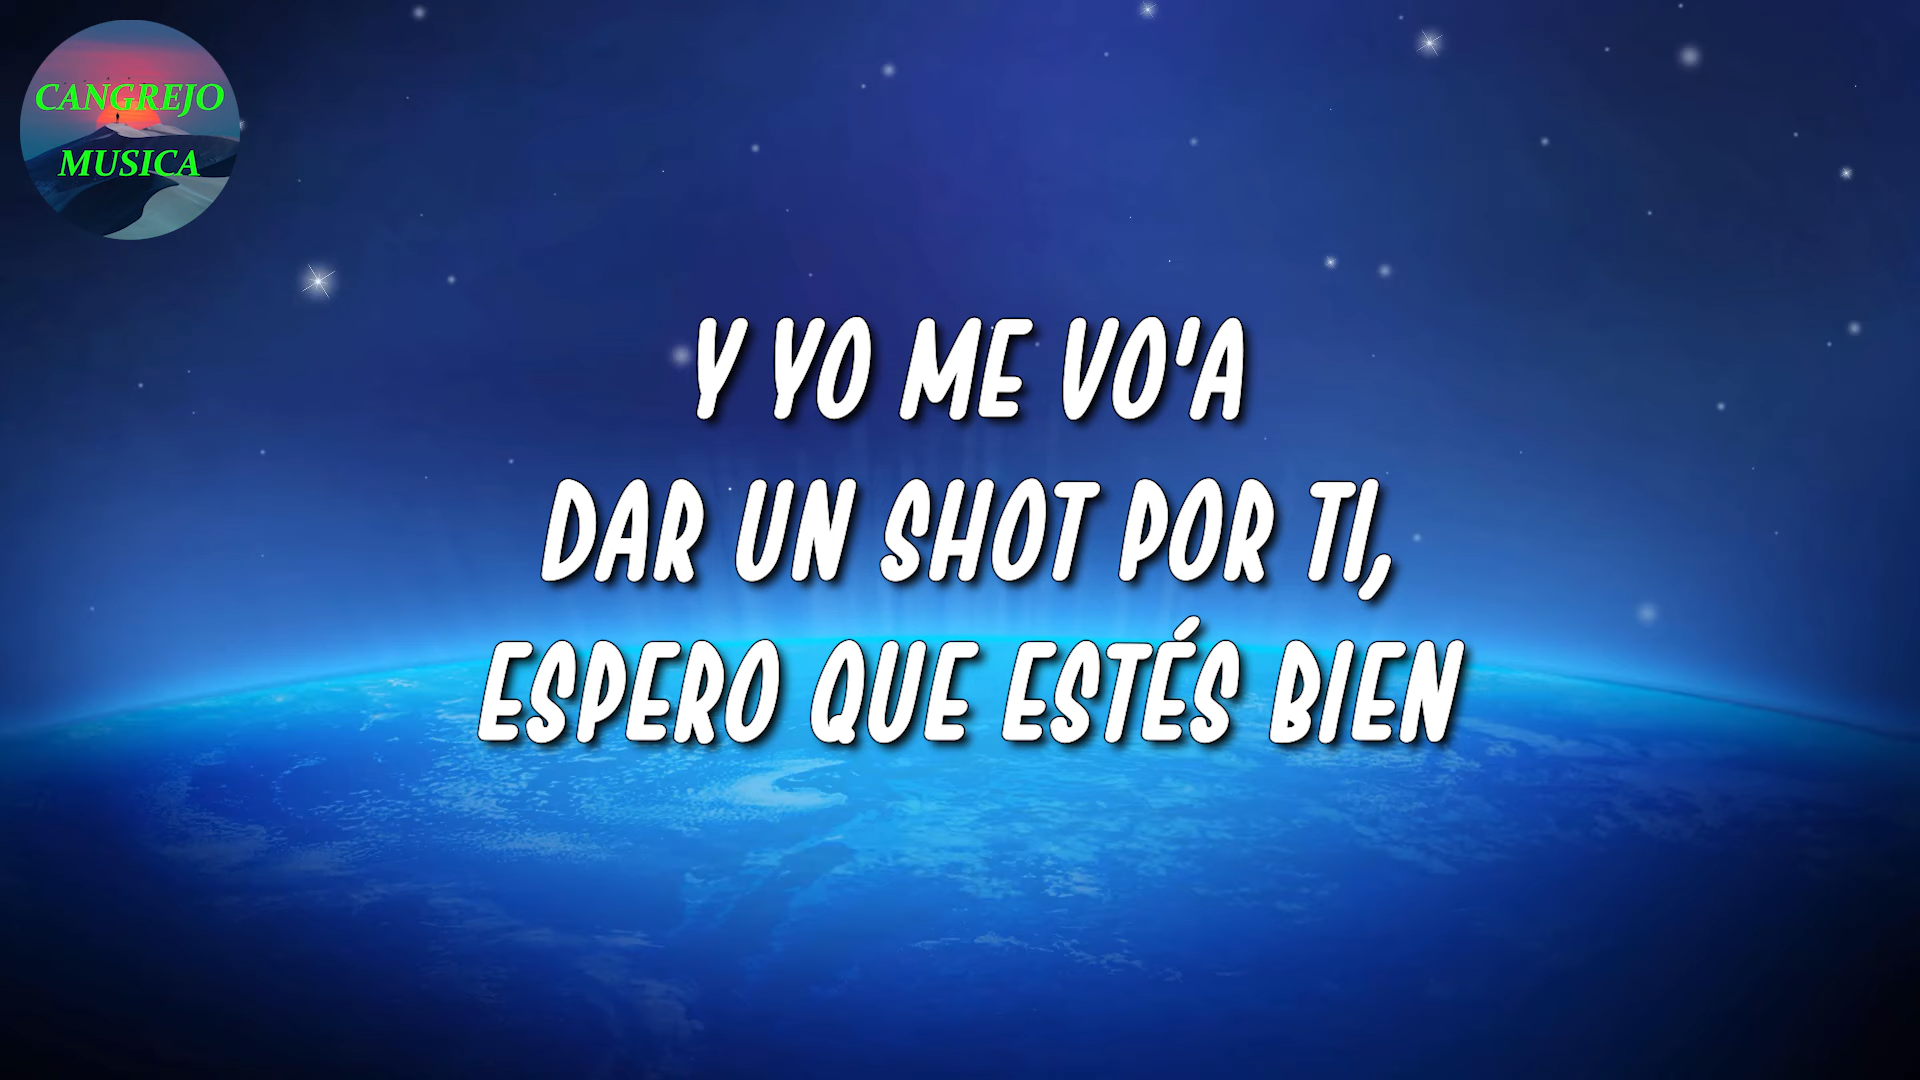 CANGREJO
MUSICA
Y YO ME VO'A
DAR UN SHOT POR TI,
ESPERO QUE ESTÉS BIEN